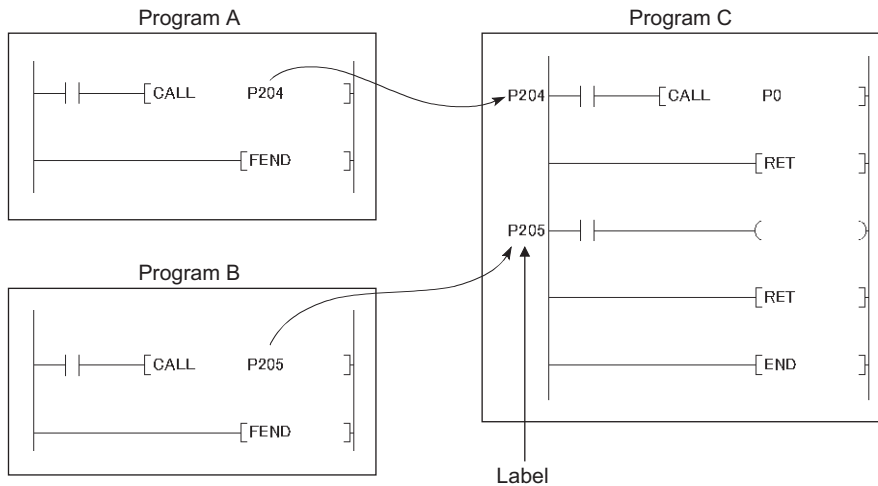 Program A
CALL P204
FEND
Program B
CALL P205
FEND
Program C
P204 CALL P0
RET
P205
RET
END
Label